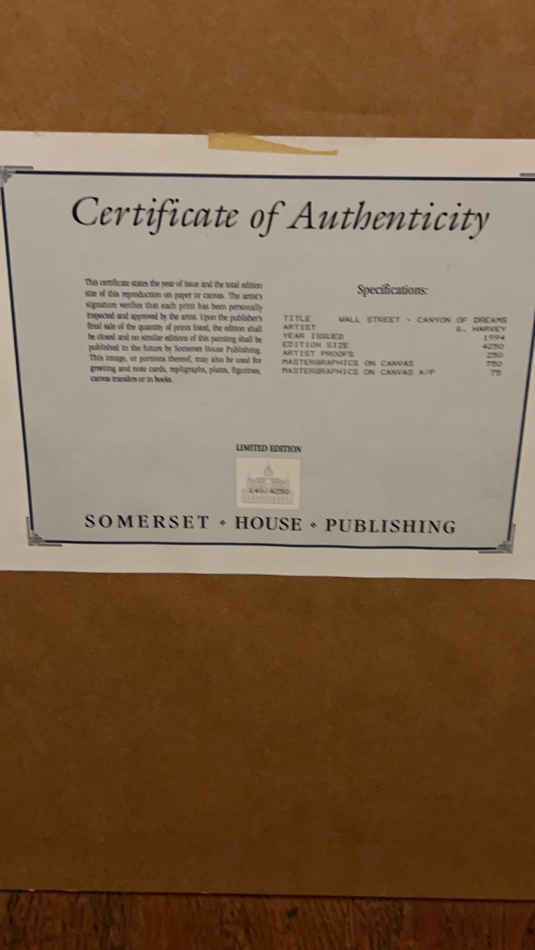 Certificate of Authenticity
This certificate states the year of issue and the total edition
size of this reproduction on paper or canvas. The artist's
signature verifies that each print has been personally
inspected and approved by the artist. Upon the publisher's
final sale of the quantity of prints listed, the edition shall
be closed and no similar editions of this painting shall be
published in the future by Somerset House Publishing.
This image, or portions thereof, may also be used for
greeting and note cards, repligraphs, plates, figurines,
canvas transfers or in books.
Specifications:
TITLE WALL STREET - CANYON OF DREAMS
ARTIST G. HARVEY
YEAR ISSUED 1994
EDITION SIZE 4250
ARTIST PROOFS 250
MASTERGRAPHICS ON CANVAS 750
MASTERGRAPHICS ON CANVAS A/P 75
LIMITED EDITION
4250
SOMERSET • HOUSE • PUBLISHING